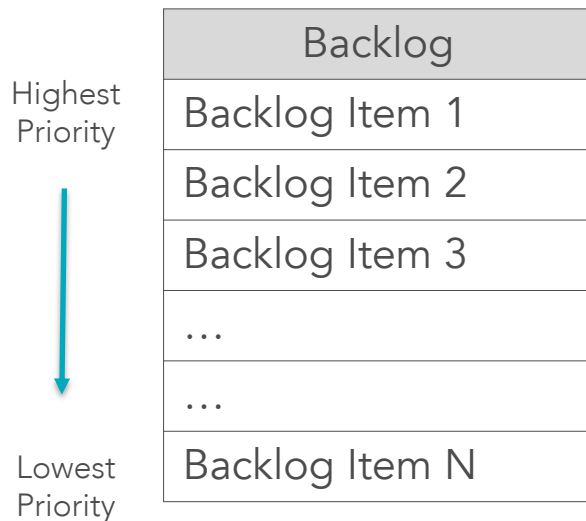 Backlog
Highest
Priority
Backlog Item 1
Backlog Item 2
Backlog Item 3
...
...
Lowest
Priority
Backlog Item N